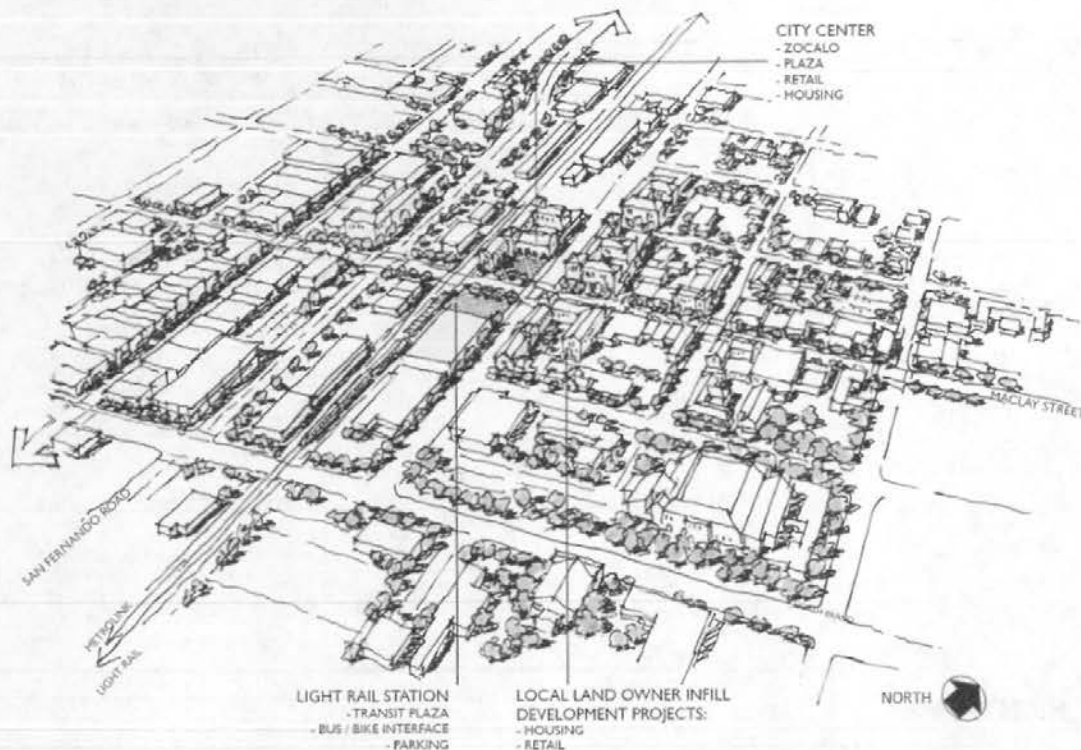 CITY CENTER
- ZOCALO
- PLAZA
- RETAIL
- HOUSING
MACLAY STREET
SAN FERNANDO ROAD
METROLINK
LIGHT RAIL
LIGHT RAIL STATION
- TRANSIT PLAZA
- BUS / BIKE INTERFACE
- PARKING
LOCAL LAND OWNER INFILL
DEVELOPMENT PROJECTS:
- HOUSING
- RETAIL
NORTH